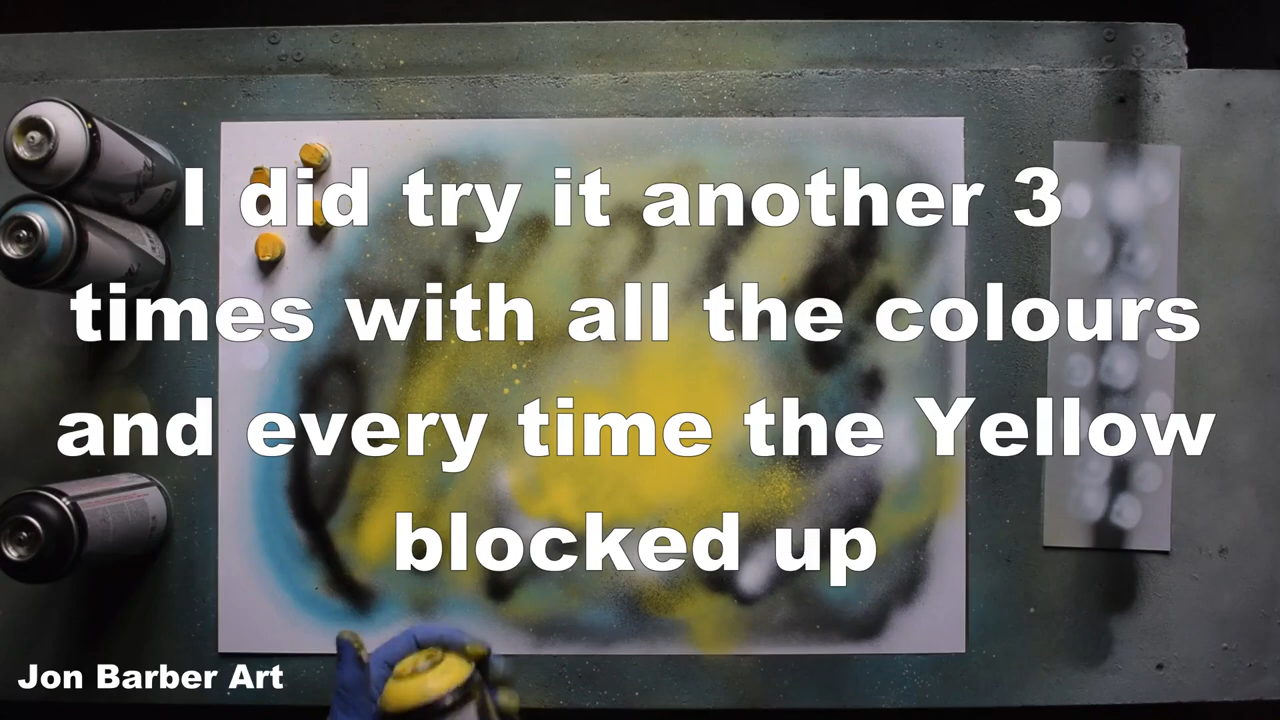 I did try it another 3
times with all the colours
and every time the Yellow
blocked up
Jon Barber Art